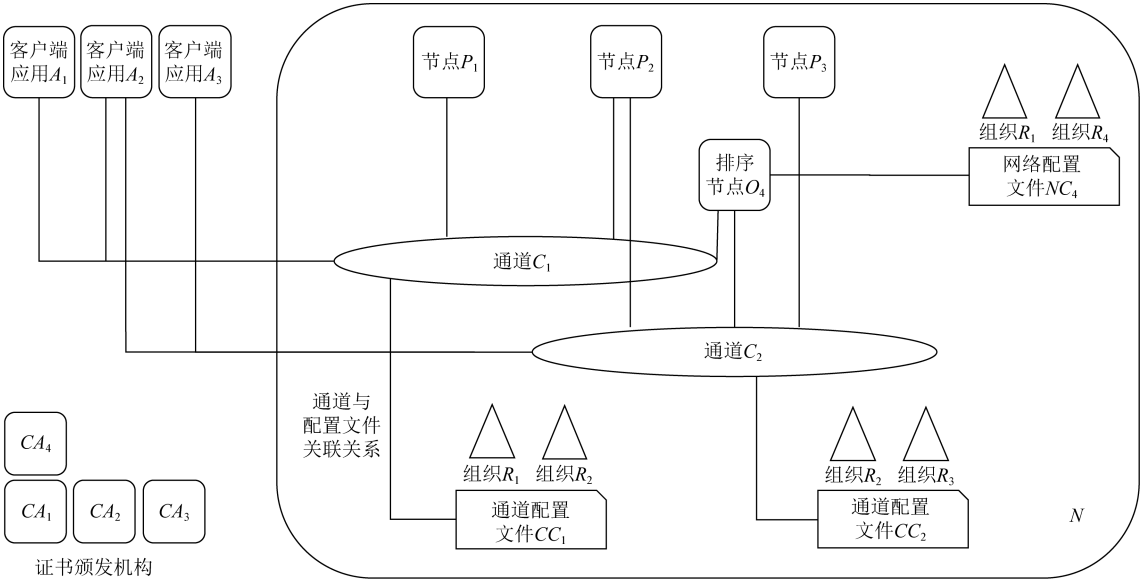 客户端
应用A₁
客户端
应用A₂
客户端
应用A₃
节点P₁
节点P₂
节点P₃
排序
节点O₄
组织R₁
组织R₄
网络配置
文件NC₄
通道C₁
通道C₂
通道与
配置文件
关联关系
组织R₁
组织R₂
通道配置
文件CC₁
组织R₂
组织R₃
通道配置
文件CC₂
CA₄
CA₁
CA₂
CA₃
证书颁发机构
N